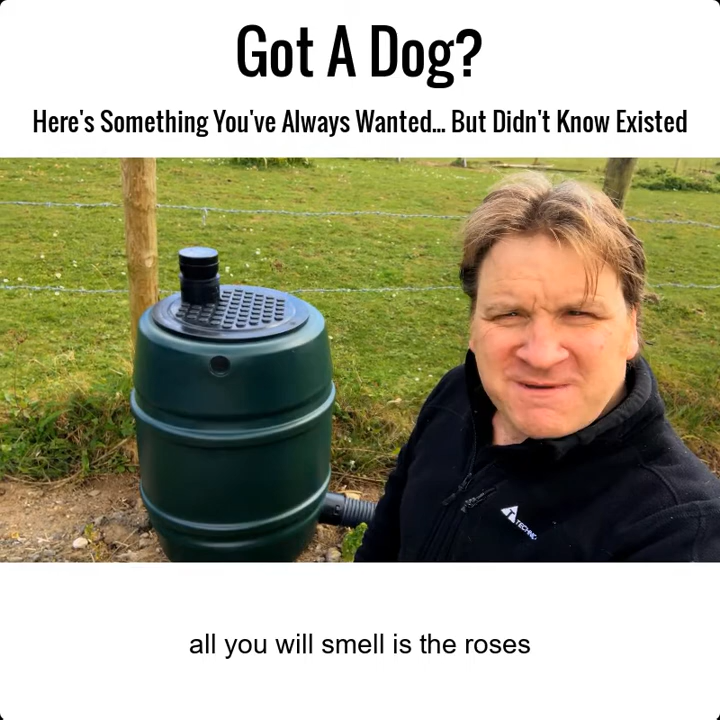 Got A Dog?
Here's Something You've Always Wanted... But Didn't Know Existed
TECHNIC
all you will smell is the roses